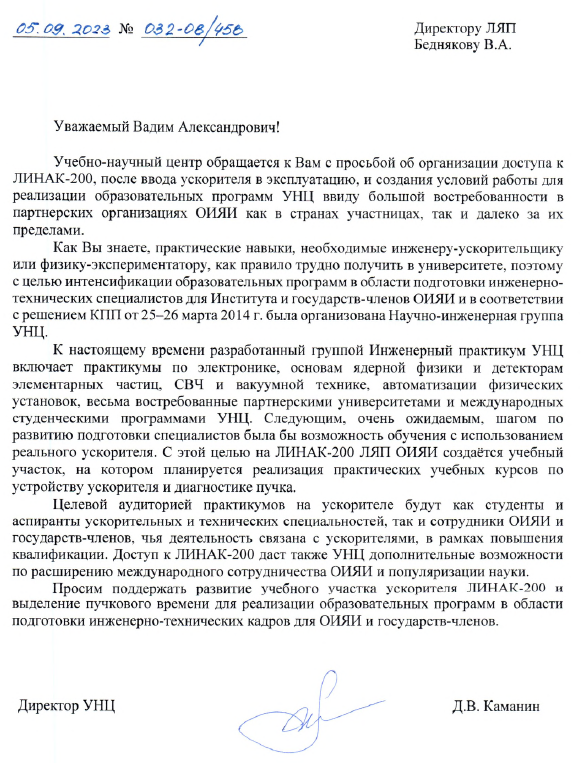 05.09.2023 № 032-08/458
Директору ЛЯП
Беднякову В.А.
Уважаемый Вадим Александрович!
Учебно-научный центр обращается к Вам с просьбой об организации доступа к
ЛИНАК-200, после ввода ускорителя в эксплуатацию, и создания условий работы для
реализации образовательных программ УНЦ ввиду большой востребованности в
партнерских организациях ОИЯИ как в странах участницах, так и далеко за их
пределами.
Как Вы знаете, практические навыки, необходимые инженеру-ускорительщику
или физику-экспериментатору, как правило трудно получить в университете, поэтому
с целью интенсификации образовательных программ в области подготовки инженерно-
технических специалистов для Института и государств-членов ОИЯИ и в соответствии
с решением КПП от 25–26 марта 2014 г. была организована Научно-инженерная группа
УНЦ.
К настоящему времени разработанный группой Инженерный практикум УНЦ
включает практикумы по электронике, основам ядерной физики и детекторам
элементарных частиц, СВЧ и вакуумной технике, автоматизации физических
установок, весьма востребованные партнерскими университетами и международных
студенческими программами УНЦ. Следующим, очень ожидаемым, шагом по
развитию подготовки специалистов была бы возможность обучения с использованием
реального ускорителя. С этой целью на ЛИНАК-200 ЛЯП ОИЯИ создаётся учебный
участок, на котором планируется реализация практических учебных курсов по
устройству ускорителя и диагностике пучка.
Целевой аудиторией практикумов на ускорителе будут как студенты и
аспиранты ускорительных и технических специальностей, так и сотрудники ОИЯИ и
государств-членов, чья деятельность связана с ускорителями, в рамках повышения
квалификации. Доступ к ЛИНАК-200 даст также УНЦ дополнительные возможности
по расширению международного сотрудничества ОИЯИ и популяризации науки.
Просим поддержать развитие учебного участка ускорителя ЛИНАК-200 и
выделение пучкового времени для реализации образовательных программ в области
подготовки инженерно-технических кадров для ОИЯИ и государств-членов.
Директор УНЦ
Д.В. Каманин